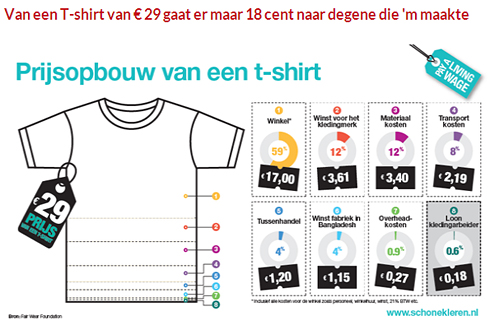 Van een T-shirt van € 29 gaat er maar 18 cent naar degene die 'm maakte
Prijsopbouw van een t-shirt
PAY A LIVING WAGE
€29
PRIJS
VAN EEN T-SHIRT
1
2
3
4
5
6
7
8
1
Winkel*
59%
€17,00
2
Winst voor het
kledingmerk
12%
€3,61
3
Materiaal
kosten
12%
€3,40
4
Transport
kosten
8%
€2,19
5
Tussenhandel
4%
€1,20
6
Winst fabriek in
Bangladesh
4%
€1,15
7
Overhead-
kosten
0.9%
€0,27
8
Loon
kledingarbeider
0.6%
€0,18
* Inclusief alle kosten voor de winkel zoals personeel, winkelhuur, winst, 21% BTW etc.
Bron: Fair Wear Foundation
www.schonekleren.nl